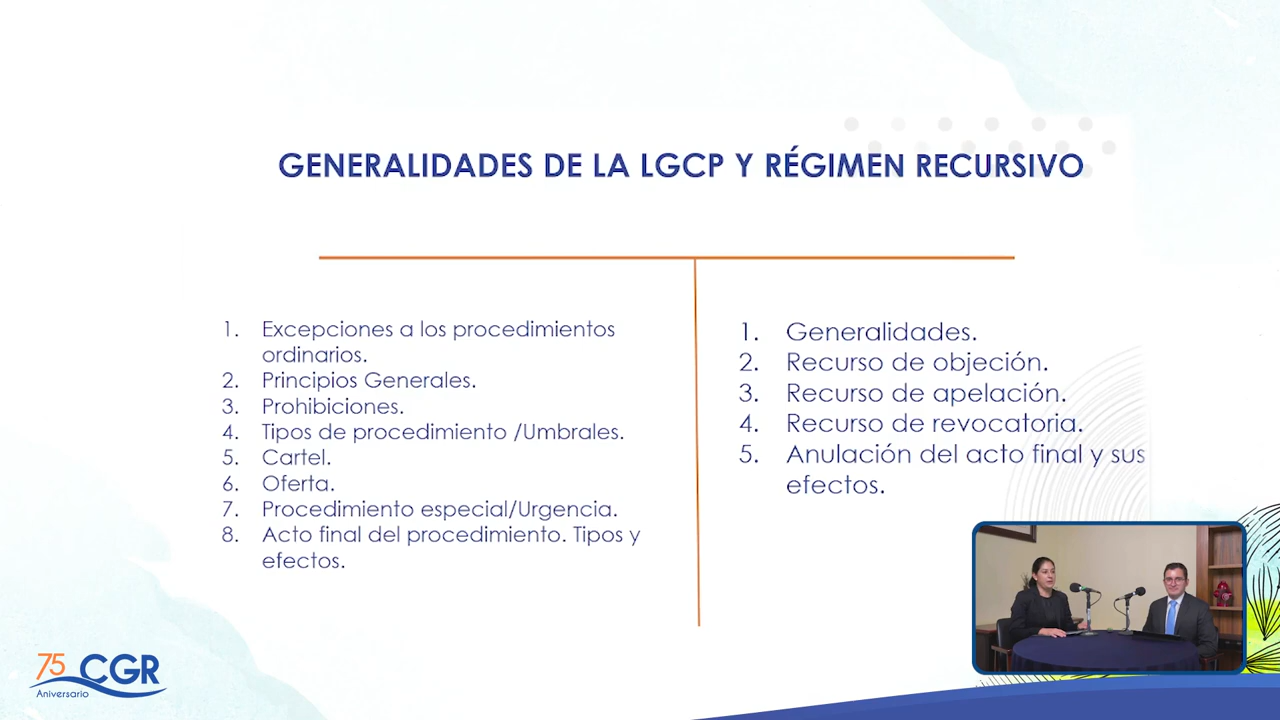 GENERALIDADES DE LA LGCP Y RÉGIMEN RECURSIVO
1. Excepciones a los procedimientos
ordinarios.
2. Principios Generales.
3. Prohibiciones.
4. Tipos de procedimiento /Umbrales.
5. Cartel.
6. Oferta.
7. Procedimiento especial/Urgencia.
8. Acto final del procedimiento. Tipos y
efectos.
1. Generalidades.
2. Recurso de objeción.
3. Recurso de apelación.
4. Recurso de revocatoria.
5. Anulación del acto final y sus
efectos.
75 CGR
Aniversario